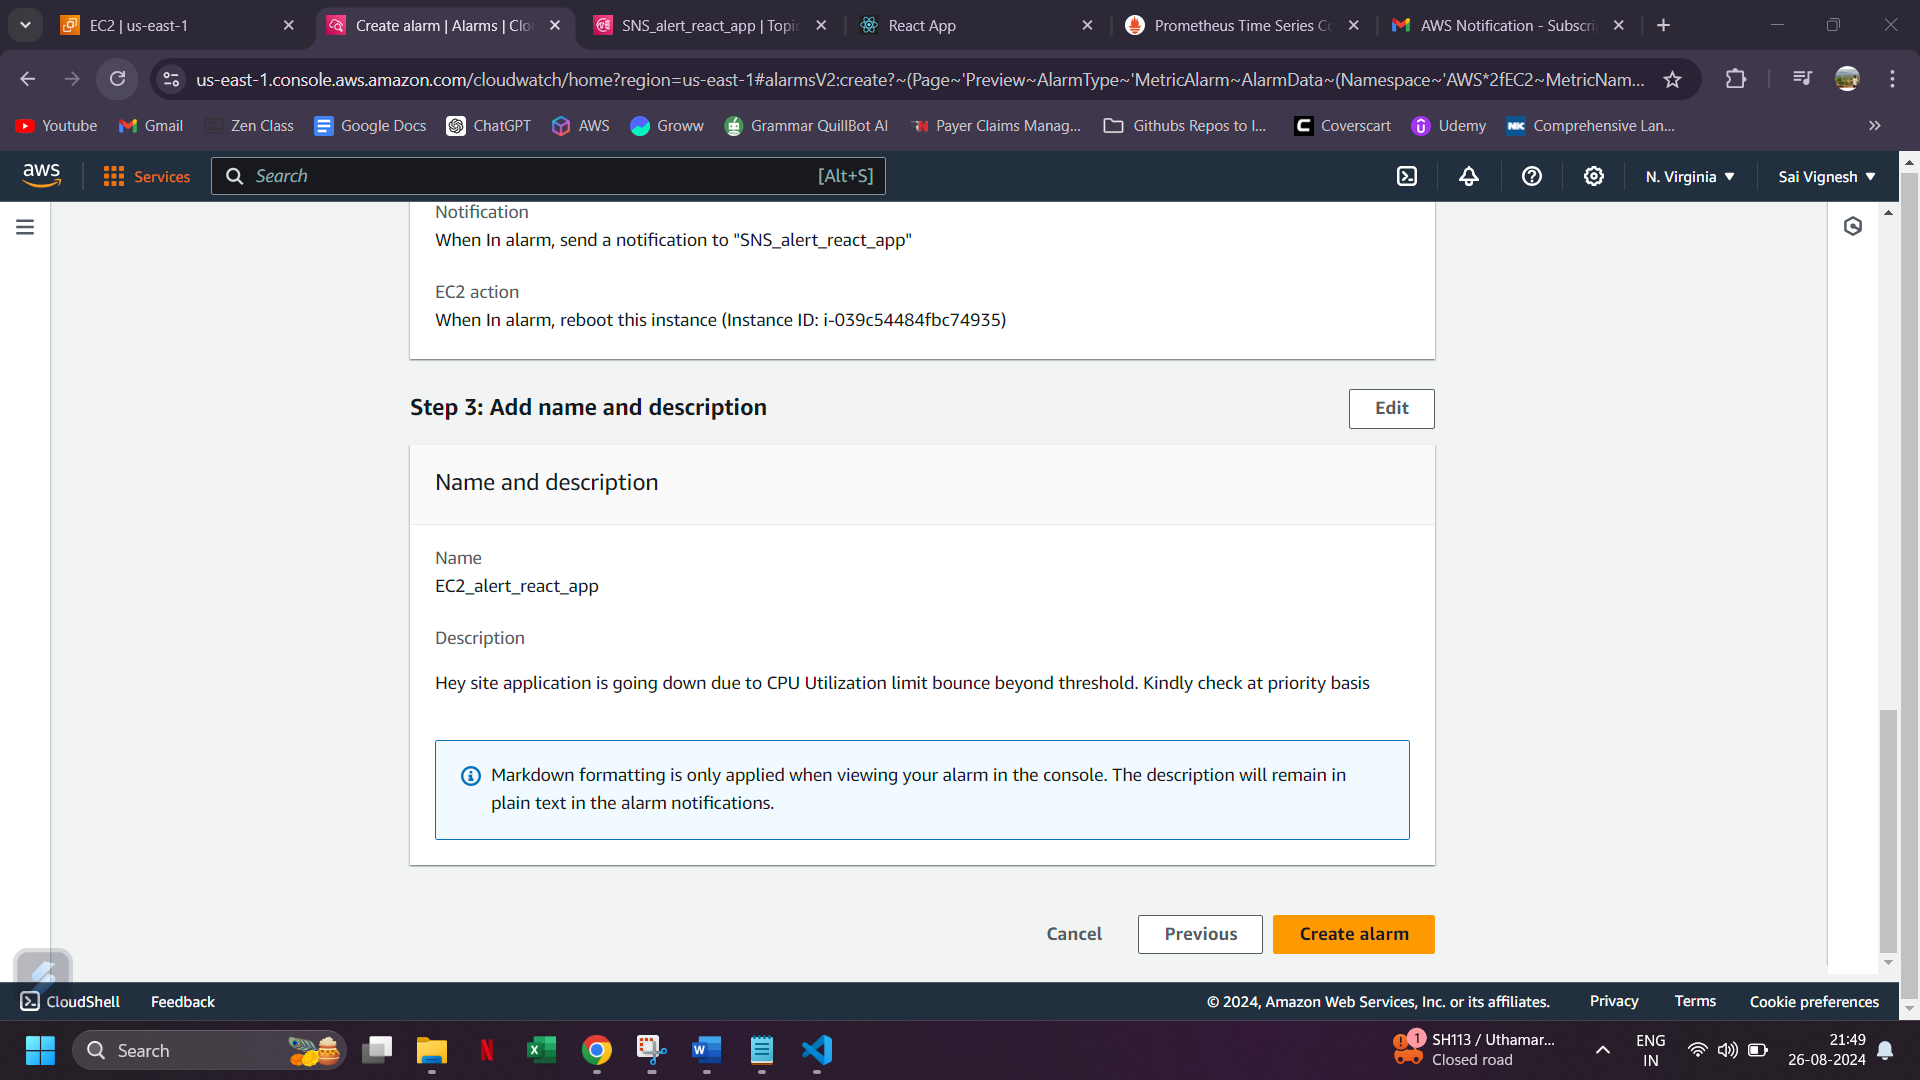 EC2 | us-east-1
Create alarm | Alarms | Clo
SNS_alert_react_app | Topic
React App
Prometheus Time Series Co
AWS Notification - Subscri
us-east-1.console.aws.amazon.com/cloudwatch/home?region=us-east-1#alarmsV2:create?~(Page~'Preview~AlarmType~'MetricAlarm~AlarmData~(Namespace~'AWS*2fEC2~MetricNam...
Youtube
Gmail
Zen Class
Google Docs
ChatGPT
AWS
Groww
Grammar QuillBot AI
Payer Claims Manag...
Githubs Repos to l...
Coverscart
Udemy
Comprehensive Lan...
aws
Services
Search
[Alt+S]
N. Virginia
Sai Vignesh
Notification
When In alarm, send a notification to "SNS_alert_react_app"
EC2 action
When In alarm, reboot this instance (Instance ID: i-039c54484fbc74935)
Step 3: Add name and description
Edit
Name and description
Name
EC2_alert_react_app
Description
Hey site application is going down due to CPU Utilization limit bounce beyond threshold. Kindly check at priority basis
Markdown formatting is only applied when viewing your alarm in the console. The description will remain in
plain text in the alarm notifications.
Cancel
Previous
Create alarm
CloudShell
Feedback
© 2024, Amazon Web Services, Inc. or its affiliates.
Privacy
Terms
Cookie preferences
Search
1
SH113 / Uthamar...
Closed road
ENG
IN
21:49
26-08-2024